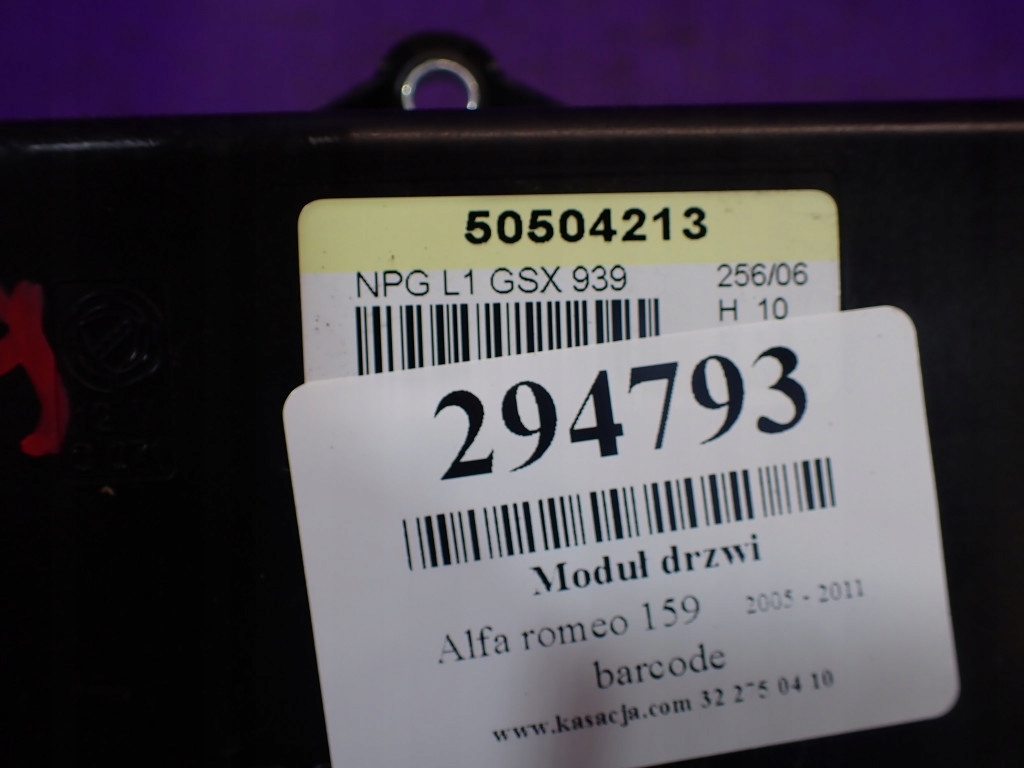 50504213
NPG L1 GSX 939 256/06
H 10
294793
Moduł drzwi
Alfa romeo 159 2005 - 2011
barcode
www.kasacja.com 32 275 04 10